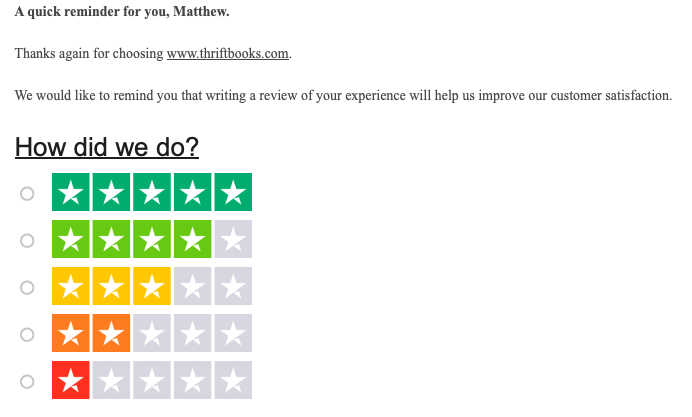 A quick reminder for you, Matthew.
Thanks again for choosing www.thriftbooks.com.
We would like to remind you that writing a review of your experience will help us improve our customer satisfaction.
How did we do?